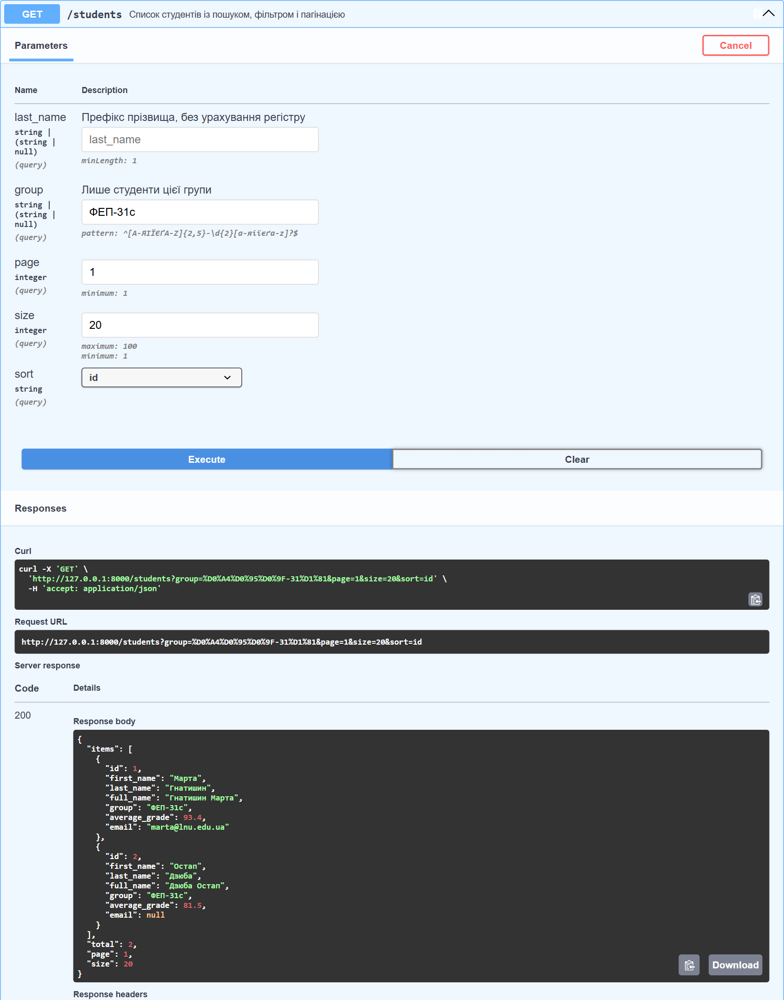 GET /students Список студентів із пошуком, фільтром і пагінацією
Parameters
Cancel
Name Description
last_name Префікс прізвища, без урахування регістру
string |
(string |
null)
(query)
last_name
minLength: 1
group Лише студенти цієї групи
string |
(string |
null)
(query)
ФЕП-31с
pattern: ^[А-ЯІЇЄҐA-Z]{2,5}-\d{2}[а-яіїєґa-z]?$
page
integer
(query)
1
minimum: 1
size
integer
(query)
20
maximum: 100
minimum: 1
sort
string
(query)
id
Execute Clear
Responses
Curl
curl -X 'GET' \
'http://127.0.0.1:8000/students?group=%D0%A4%D0%95%D0%9F-31%D1%81&page=1&size=20&sort=id' \
-H 'accept: application/json'
Request URL
http://127.0.0.1:8000/students?group=%D0%A4%D0%95%D0%9F-31%D1%81&page=1&size=20&sort=id
Server response
Code Details
200
Response body
{
"items": [
{
"id": 1,
"first_name": "Марта",
"last_name": "Гнатишин",
"full_name": "Гнатишин Марта",
"group": "ФЕП-31с",
"average_grade": 93.4,
"email": "marta@lnu.edu.ua"
},
{
"id": 2,
"first_name": "Остап",
"last_name": "Дзюба",
"full_name": "Дзюба Остап",
"group": "ФЕП-31с",
"average_grade": 81.5,
"email": null
}
],
"total": 2,
"page": 1,
"size": 20
}
Download
Response headers